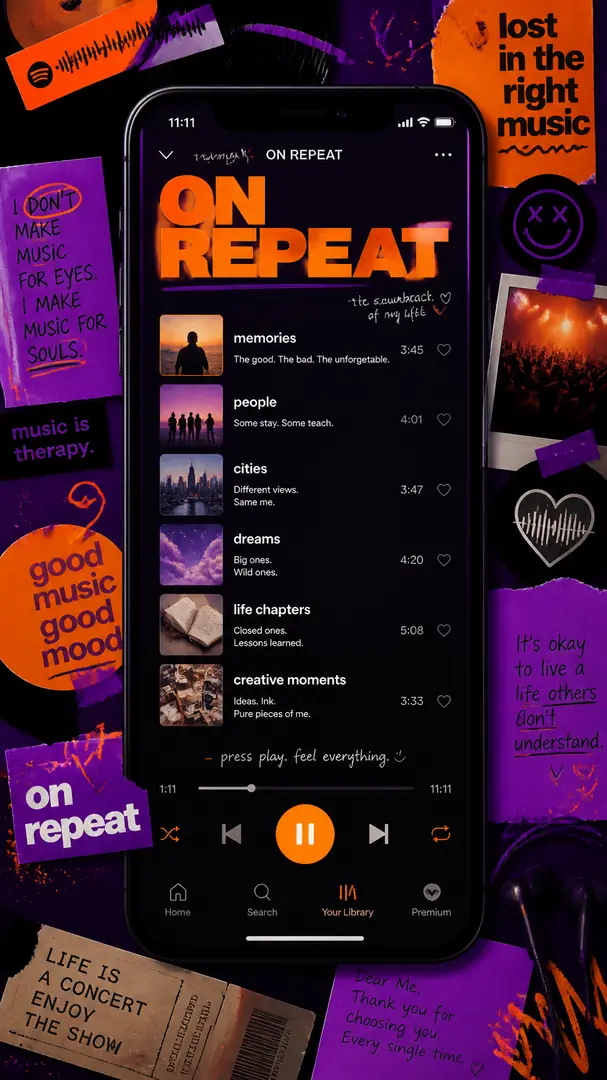 lost
in the
right
music
11:11
ON REPEAT
ON
REPEAT
of my life
I DON'T
MAKE
MUSIC
FOR EYES.
I MAKE
MUSIC FOR
SOULS.
music is
therapy.
good
music
good
mood
on
repeat
memories
The good. The bad. The unforgettable.
3:45
people
Some stay. Some teach.
4:01
cities
Different views.
Same me.
3:47
dreams
Big ones.
Wild ones.
4:20
life chapters
Closed ones.
Lessons learned.
5:08
creative moments
Ideas. Ink.
Pure pieces of me.
3:33
press play. feel everything.
1:11
11:11
Home
Search
Your Library
Premium
It's okay
to live a
life others
don't
understand.
LIFE IS
A CONCERT
ENJOY
THE SHOW
Dear Me,
Thank you for
choosing you.
Every single time